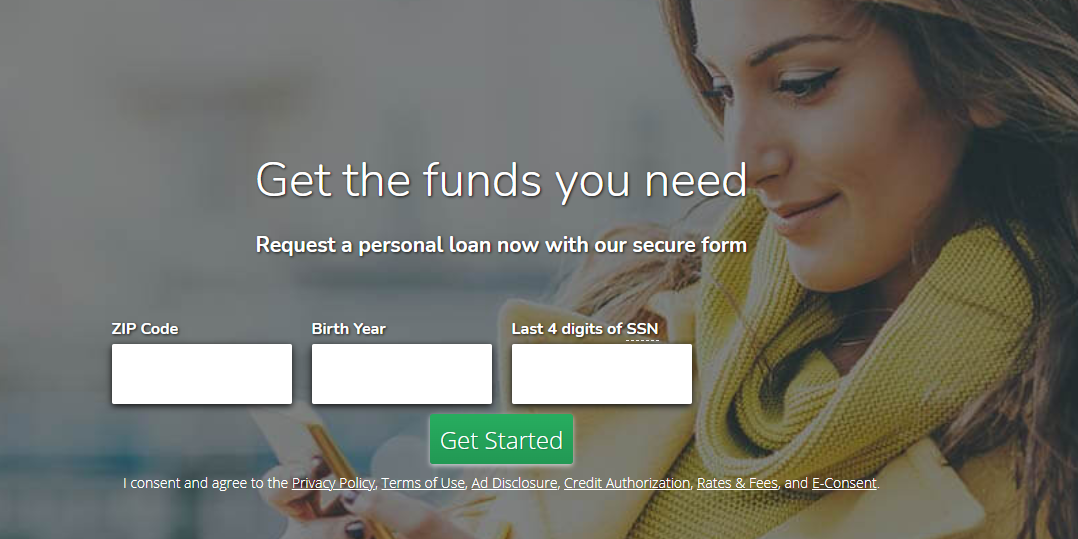 Get the funds you need
Request a personal loan now with our secure form
ZIP Code Birth Year Last 4 digits of SSN
Get Started
I consent and agree to the Privacy Policy, Terms of Use, Ad Disclosure, Credit Authorization, Rates & Fees, and E-Consent.